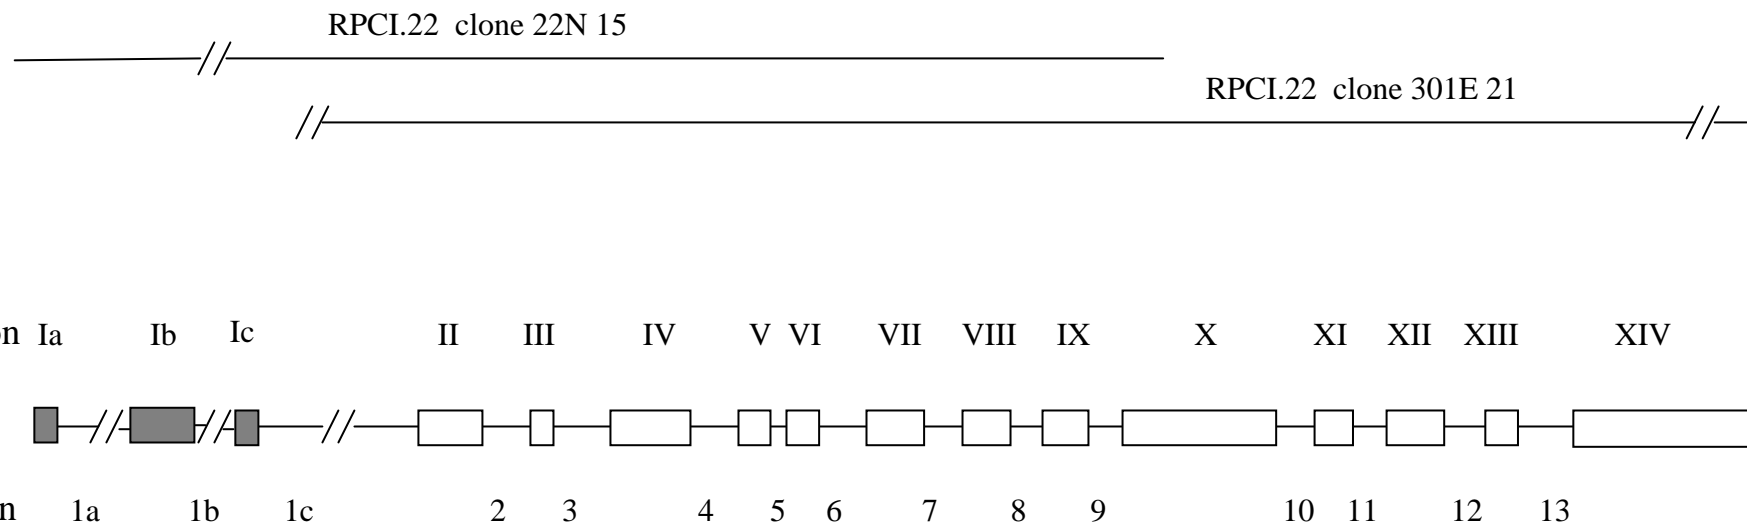 RPCI.22 clone 22N 15
RPCI.22 clone 301E 21
on Ia Ib Ic II III IV V VI VII VIII IX X XI XII XIII XIV
n 1a 1b 1c 2 3 4 5 6 7 8 9 10 11 12 13